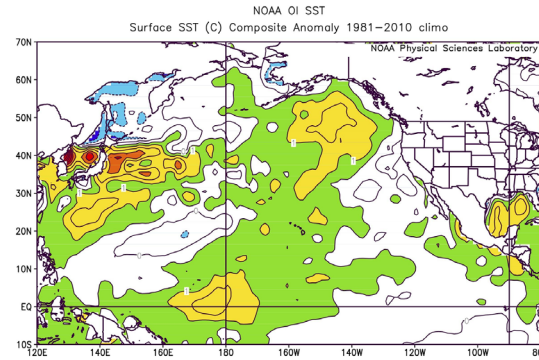 NOAA OI SST
Surface SST (C) Composite Anomaly 1981-2010 climo
NOAA Physical Sciences Laboratory
70N
60N
50N
40N
30N
20N
10N
EQ
10S
120E 140E 160E 180 160W 140W 120W 100W